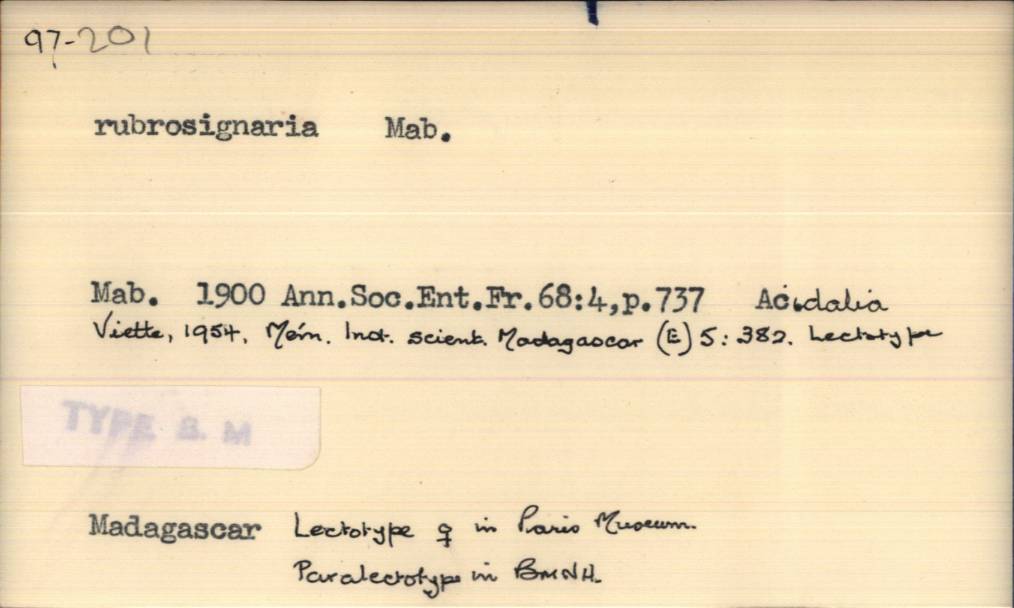 97-201
rubrosignaria Mab.
Mab. 1900 Ann.Soc.Ent.Fr.68:4,p.737 Acidalia
Viette, 1954. Mém. Inst. scient. Madagascar (E) 5: 382. Lectotype
TYPE B. M
Madagascar Lectotype ♀ in Paris Museum.
Paralectotype in BMNH.